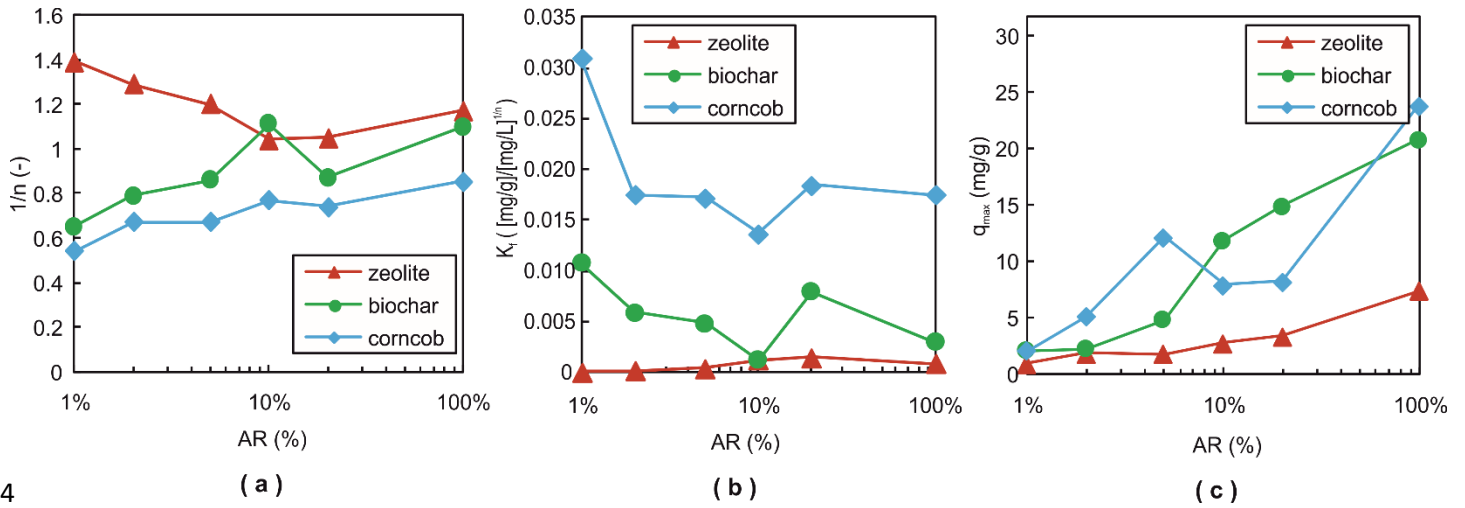 1.6
1.4
1.2
1
0.8
0.6
0.4
0.2
0
1/n (-)
zeolite
biochar
corncob
1% 10% 100%
AR (%)
( a )
0.035
0.030
0.025
0.020
0.015
0.010
0.005
0
K_f ( [mg/g]/[mg/L]^1/n )
zeolite
biochar
corncob
1% 10% 100%
AR (%)
( b )
30
25
20
15
10
5
0
q_max (mg/g)
zeolite
biochar
corncob
1% 10% 100%
AR (%)
( c )
4